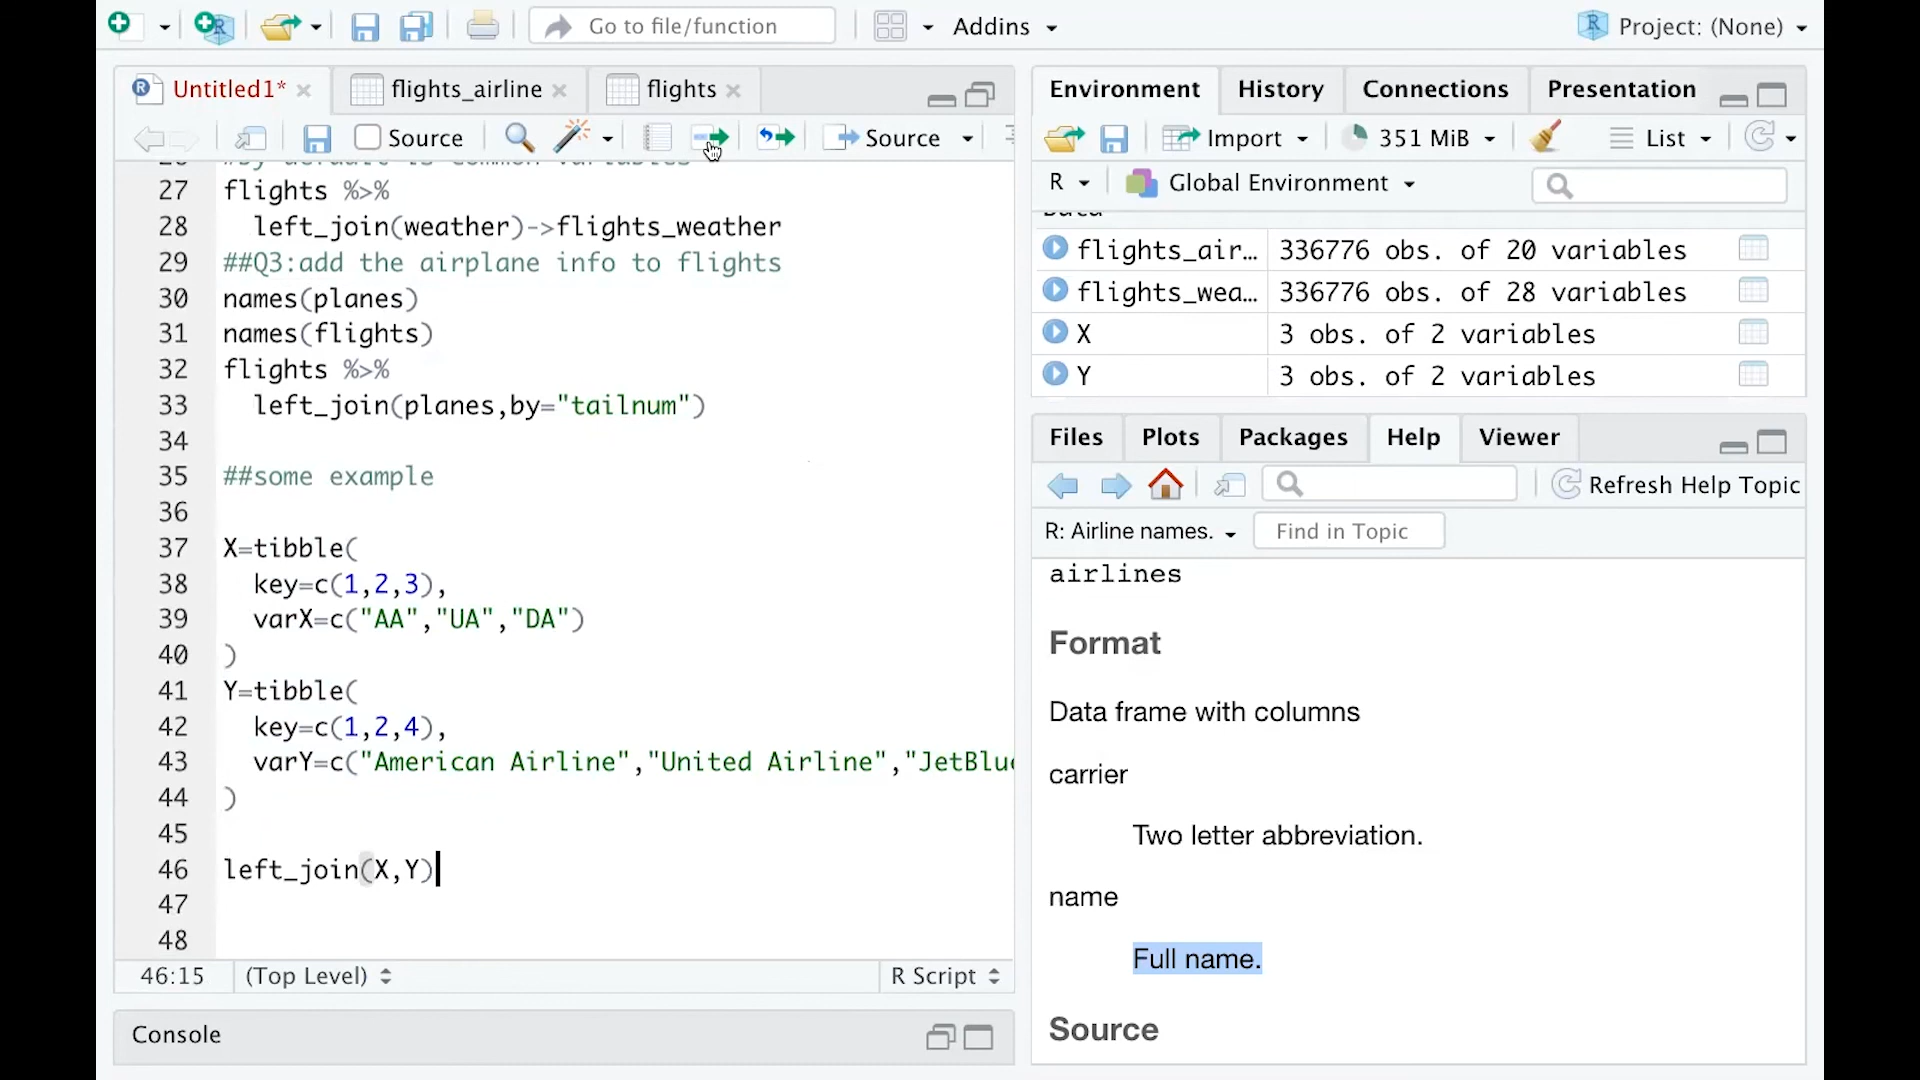 Go to file/function
Addins
Project: (None)
Untitled1*
flights_airline
flights
Source
Source
#by default is common variables
27 flights %>%
28   left_join(weather)->flights_weather
29 ##Q3:add the airplane info to flights
30 names(planes)
31 names(flights)
32 flights %>%
33   left_join(planes,by="tailnum")
34
35 ##some example
36
37 X=tibble(
38   key=c(1,2,3),
39   varX=c("AA","UA","DA")
40 )
41 Y=tibble(
42   key=c(1,2,4),
43   varY=c("American Airline","United Airline","JetBlue
44 )
45
46 left_join(X,Y)
47
48
46:15 (Top Level) R Script
Console
Environment History Connections Presentation
Import 351 MiB List
R Global Environment
Data
flights_air… 336776 obs. of 20 variables
flights_wea… 336776 obs. of 28 variables
X 3 obs. of 2 variables
Y 3 obs. of 2 variables
Files Plots Packages Help Viewer
Refresh Help Topic
R: Airline names. Find in Topic
airlines
Format
Data frame with columns
carrier
Two letter abbreviation.
name
Full name.
Source